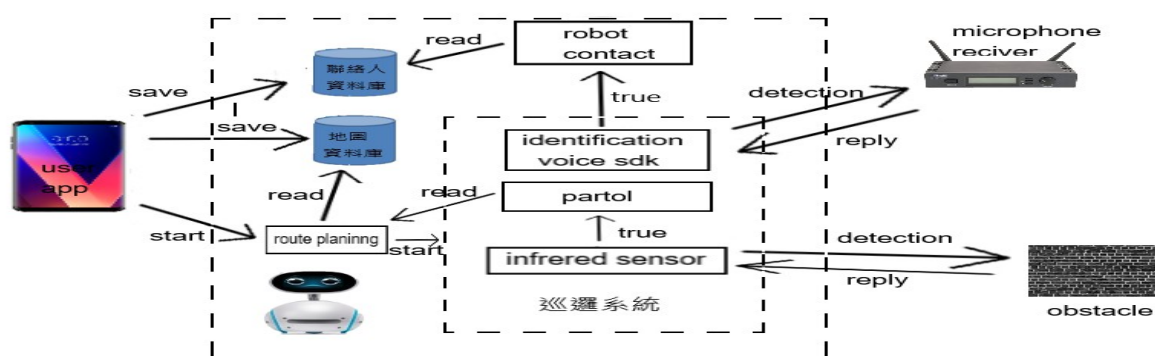 robot
contact
read
聯絡人
資料庫
microphone
reciver
save
save
true
detection
地圖
資料庫
identification
voice sdk
reply
user
app
read
read
partol
start
route planinng
start
true
detection
infrered sensor
reply
巡邏系統
obstacle